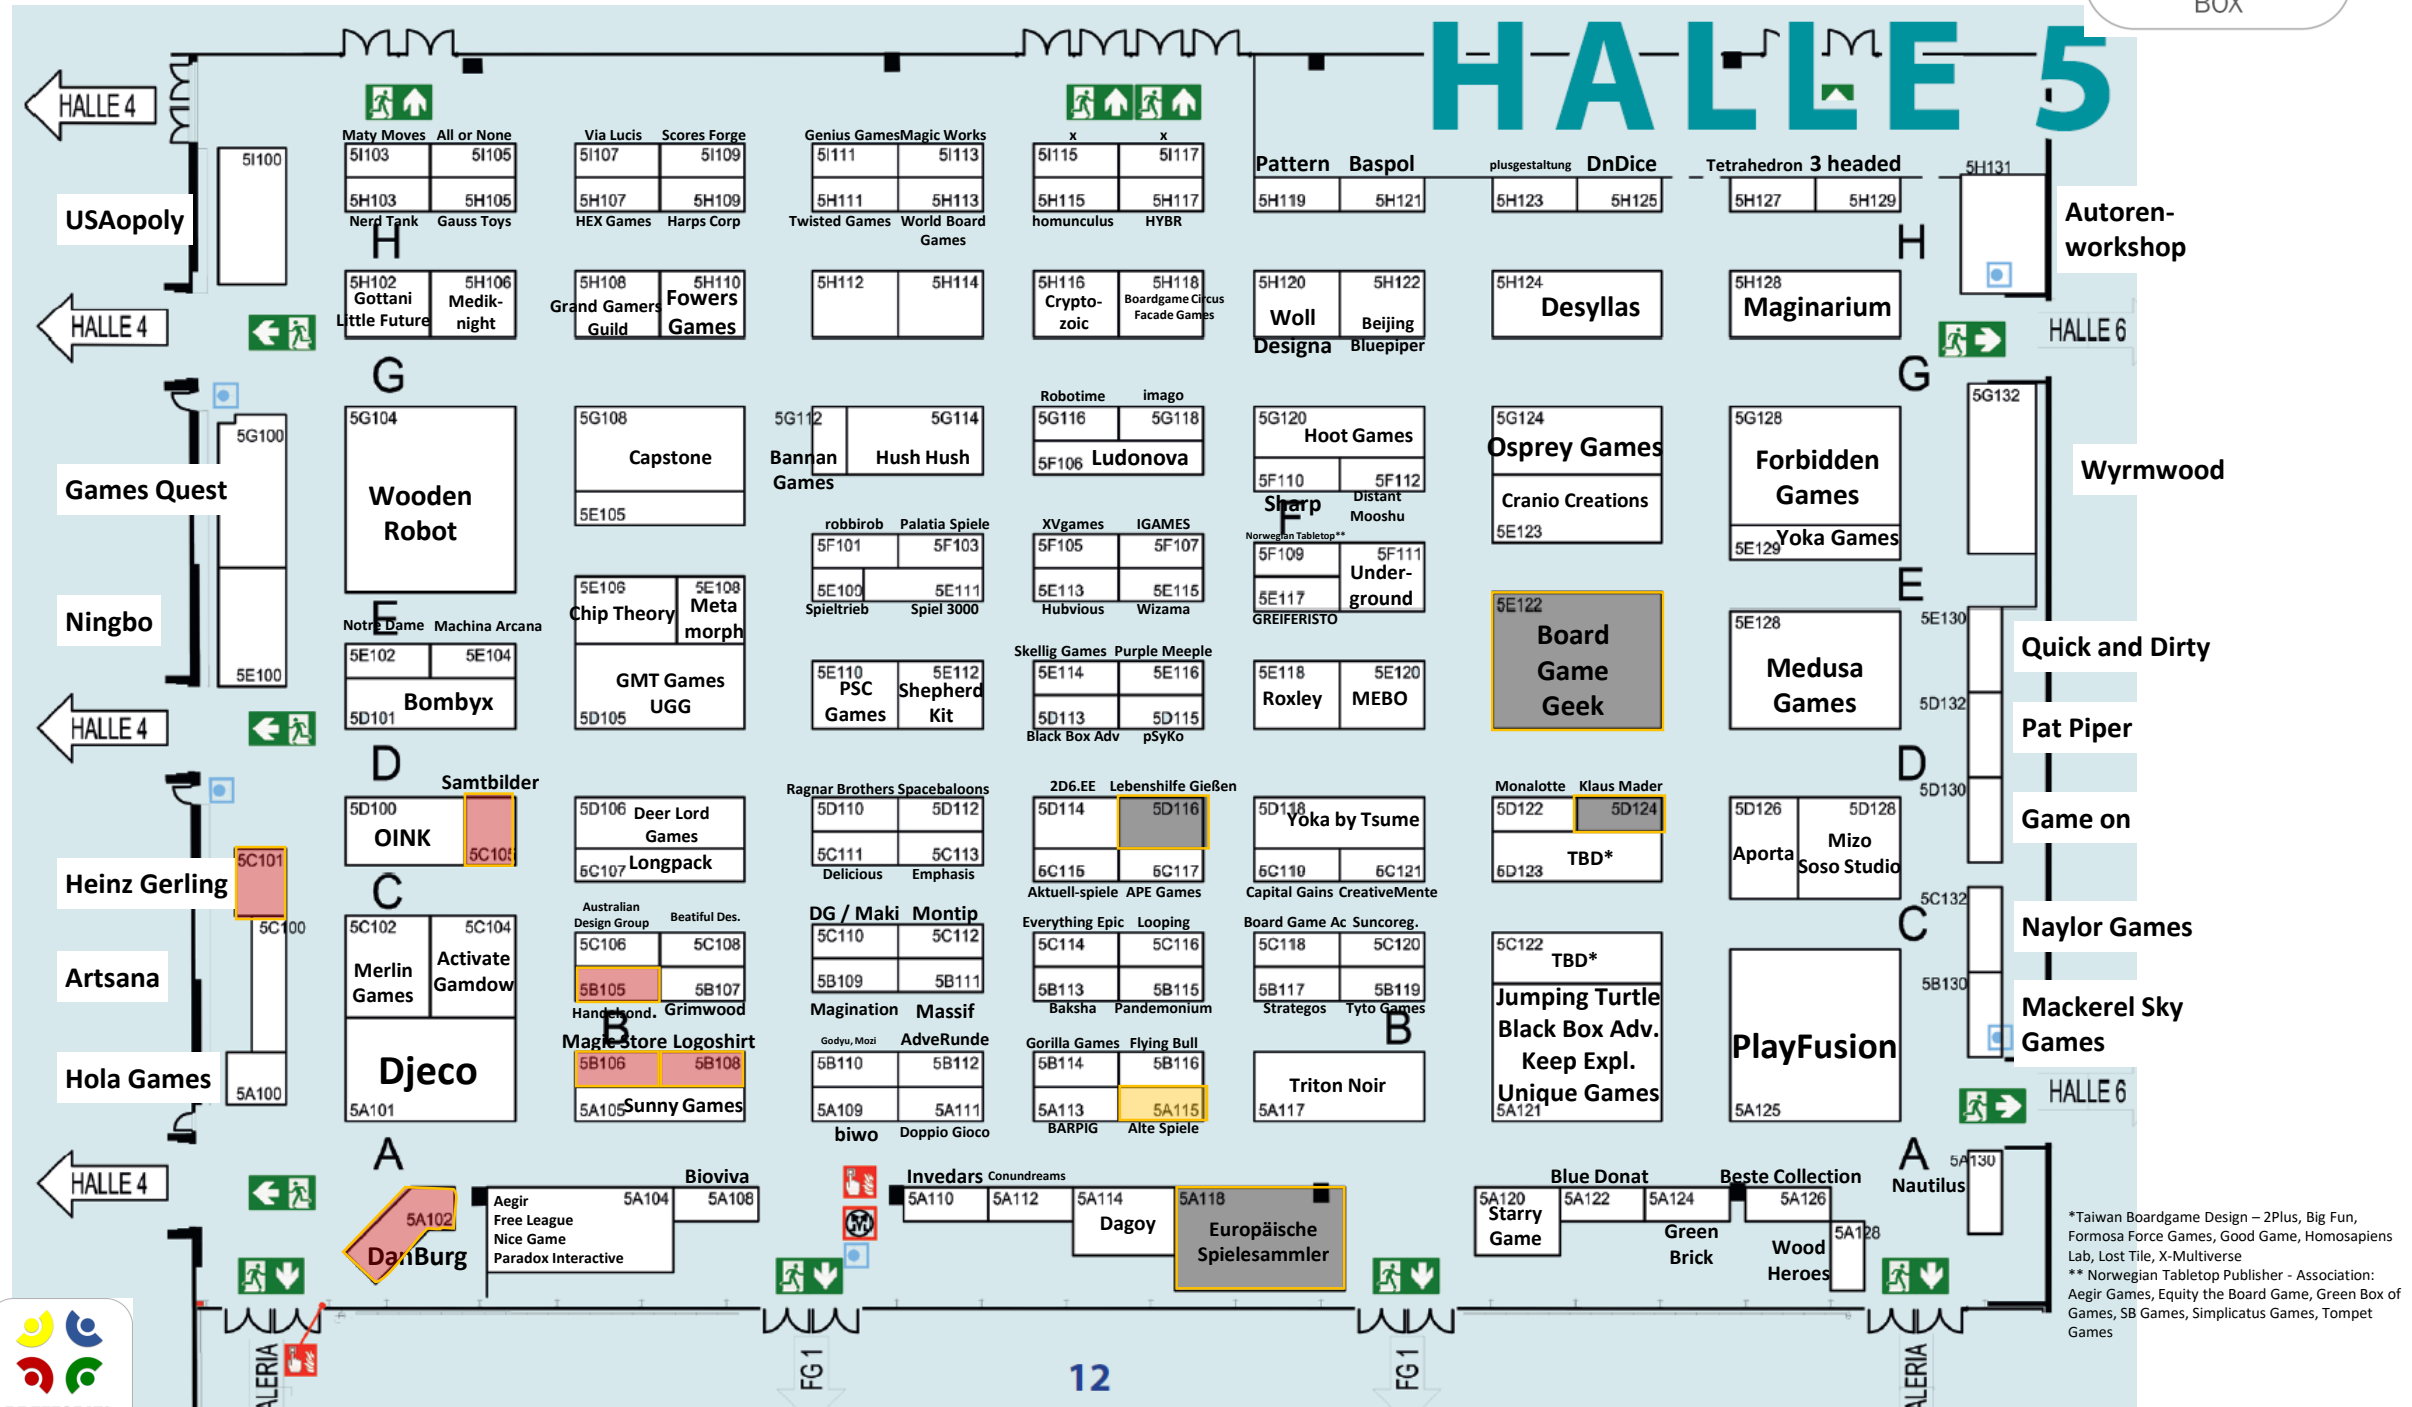 BOX
HALLE 5
HALLE 4
Maty Moves All or None
Via Lucis Scores Forge
Genius Games Magic Works
x x
5I100
5I103 5I105
5I107 5I109
5I111 5I113
5I115 5I117
Pattern Baspol
plusgestaltung DnDice
Tetrahedron 3 headed
5H131
USAopoly
5H103 5H105
5H107 5H109
5H111 5H113
5H115 5H117
5H119 5H121
5H123 5H125
5H127 5H129
Autoren-
workshop
Nerd Tank Gauss Toys
HEX Games Harps Corp
Twisted Games World Board
Games
homunculus HYBR
H
H
5H102 5H106
Gottani
Little Future
Medik-
night
5H108 5H110
Grand Gamers
Guild
Fowers
Games
5H112 5H114
5H116 5H118
Crypto-
zoic
Boardgame Circus
Facade Games
5H120 5H122
Woll
Designa
Beijing
Bluepiper
5H124
Desyllas
5H128
Maginarium
HALLE 4
HALLE 6
G
G
Robotime imago
5G100
5G104
5G108
5G112 5G114
5G116 5G118
5G120
Hoot Games
5G124
Osprey Games
5G128
5G132
Games Quest
Wooden
Robot
Capstone
Bannan
Games
Hush Hush
5F106 Ludonova
5F110 5F112
Sharp
Distant
Mooshu
Cranio Creations
5E123
Forbidden
Games
Wyrmwood
5E105
F
robbirob Palatia Spiele
XVgames IGAMES
Norwegian Tabletop**
5F101 5F103
5F105 5F107
5F109 5F111
5E129 Yoka Games
Ningbo
5E100
E
E
5E106 5E108
Chip Theory
Meta
morph
5E109 5E111
Spieltrieb Spiel 3000
5E113 5E115
Hubvious Wizama
5E117
Under-
ground
GREIFERISTO
5E122
Board
Game
Geek
5E128
Medusa
Games
5E130
Quick and Dirty
Notre Dame Machina Arcana
5E102 5E104
5D101 Bombyx
GMT Games
UGG
5D105
5E110 5E112
PSC
Games
Shepherd
Kit
Skellig Games Purple Meeple
5E114 5E116
5D113 5D115
Black Box Adv pSyKo
5E118 5E120
Roxley MEBO
5D132
Pat Piper
HALLE 4
D
D
Samtbilder
5D100
OINK
5C105
5D106 Deer Lord
Games
5C107 Longpack
Ragnar Brothers Spacebaloons
5D110 5D112
5C111 5C113
Delicious Emphasis
2D6.EE Lebenshilfe Gießen
5D114 5D116
5C115 5C117
Aktuell-spiele APE Games
5D118
Yoka by Tsume
5C119 5C121
Capital Gains CreativeMente
Monalotte Klaus Mader
5D122 5D124
TBD*
5D123
5D126 5D128
Aporta
Mizo
Soso Studio
5D130
Game on
5C101
Heinz Gerling
C
C
5C100
Artsana
5C102 5C104
Merlin
Games
Activate
Gamdow
Australian
Design Group
Beatiful Des.
5C106 5C108
5B105 5B107
Handelsond. Grimwood
DG / Maki Montip
5C110 5C112
5B109 5B111
Magination Massif
Everything Epic Looping
5C114 5C116
5B113 5B115
Baksha Pandemonium
Board Game Ac Suncoreg.
5C118 5C120
5B117 5B119
Strategos Tyto Games
5C122
TBD*
Jumping Turtle
Black Box Adv.
Keep Expl.
Unique Games
5A121
PlayFusion
5A125
5C132
Naylor Games
5B130
Mackerel Sky
Games
Hola Games
5A100
Djeco
5A101
B
B
Magic Store Logoshirt
5B106 5B108
5A105 Sunny Games
Godyu, Mozi AdveRunde
5B110 5B112
5A109 5A111
biwo Doppio Gioco
Gorilla Games Flying Bull
5B114 5B116
5A113 5A115
BARPIG Alte Spiele
Triton Noir
5A117
HALLE 6
A
A
HALLE 4
5A102
DanBurg
Aegir
Free League
Nice Game
Paradox Interactive
5A104
Bioviva
5A108
Invedars Conundreams
5A110 5A112 5A114
Dagoy
5A118
Europäische
Spielesammler
5A120
Starry
Game
Blue Donat
5A122 5A124
Green
Brick
Beste Collection
5A126
Wood
Heroes
5A128
Nautilus
5A130
*Taiwan Boardgame Design – 2Plus, Big Fun,
Formosa Force Games, Good Game, Homosapiens
Lab, Lost Tile, X-Multiverse
** Norwegian Tabletop Publisher - Association:
Aegir Games, Equity the Board Game, Green Box of
Games, SB Games, Simplicatus Games, Tompet
Games
ALERIA
FG 1
12
FG 1
ALERIA